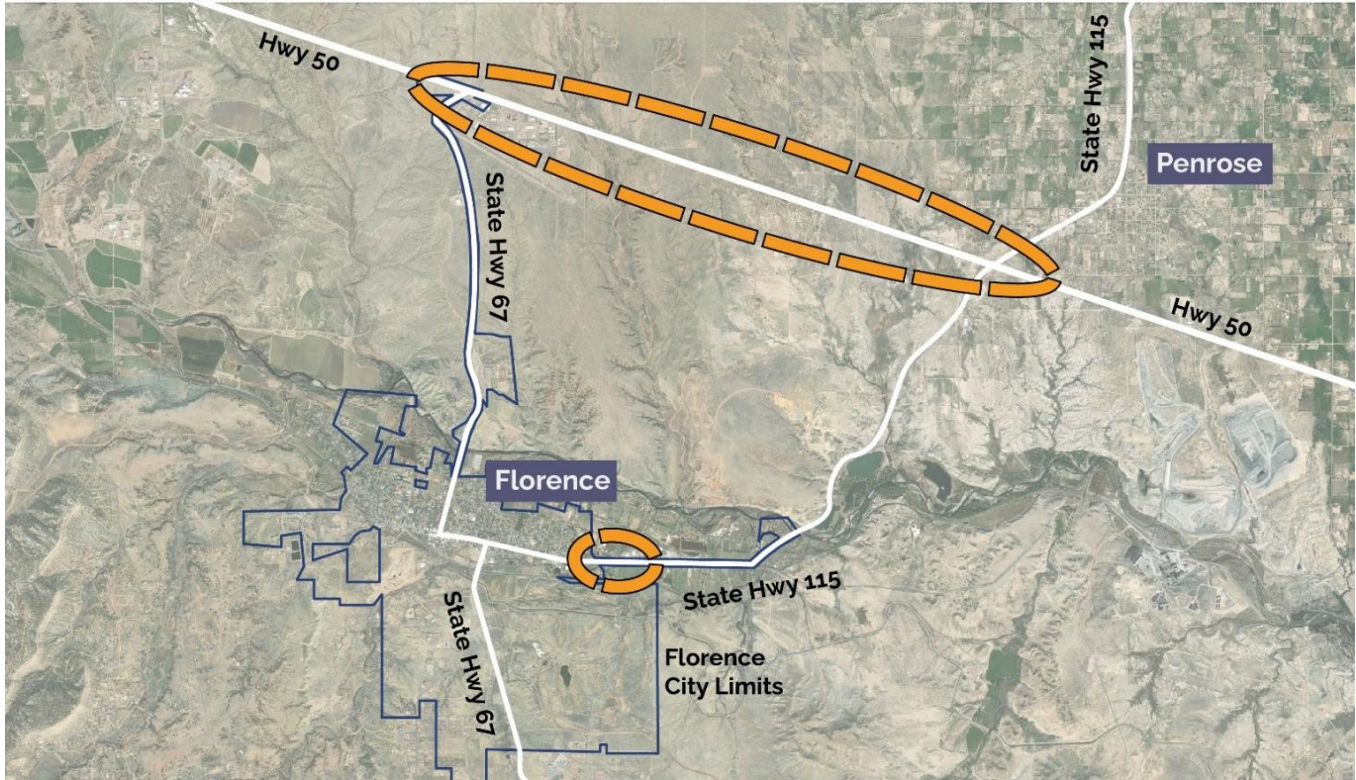 Hwy 50
State Hwy 115
Penrose
State Hwy 67
Hwy 50
Florence
State Hwy 115
State Hwy 67
Florence
City Limits